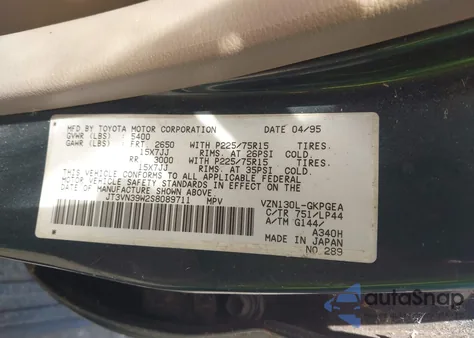 MFD BY TOYOTA MOTOR CORPORATION DATE 04/95
GVWR (LBS) 5400
GAWR (LBS) FRT. 2650 WITH P225/75R15 TIRES.
15X7JJ RIMS. AT 26PSI COLD.
RR 3000 WITH P225/75R15 TIRES.
15X7JJ RIMS. AT 35PSI COLD.
THIS VEHICLE CONFORMS TO ALL APPLICABLE FEDERAL
MOTOR VEHICLE SAFETY STANDARDS IN EFFECT ON THE
DATE OF MANUFACTURE SHOWN ABOVE.
JT3VN39W2S8089711 MPV VZN130L-GKPGEA
C/TR 751/LP44
A/TM G144/
A340H
MADE IN JAPAN
NO 289
autoSnap